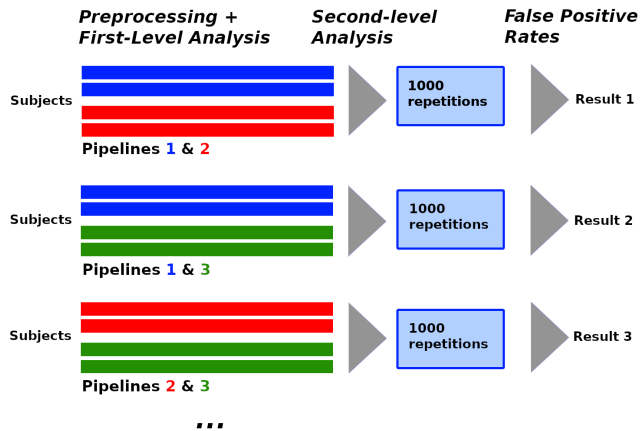 Preprocessing +
First-Level Analysis
Second-level
Analysis
False Positive
Rates
Subjects
1000
repetitions
Result 1
Pipelines 1 & 2
Subjects
1000
repetitions
Result 2
Pipelines 1 & 3
Subjects
1000
repetitions
Result 3
Pipelines 2 & 3
...